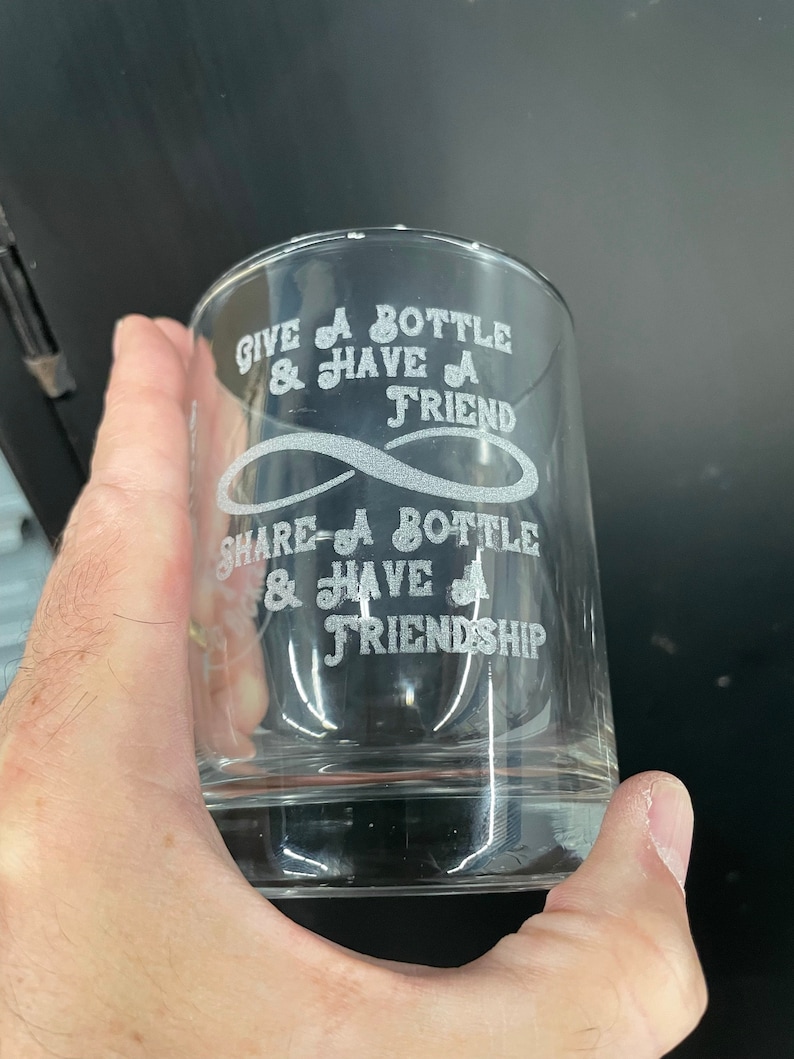 Give A Bottle
& Have A
Friend
Share A Bottle
& Have A
Friendship